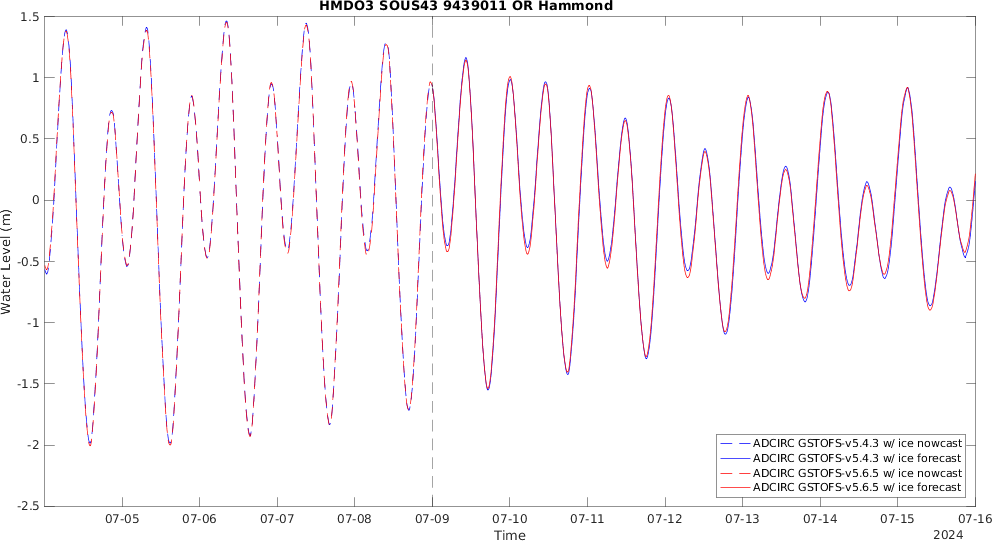 HMDO3 SOUS43 9439011 OR Hammond
Water Level (m)
1.5
1
0.5
0
-0.5
-1
-1.5
-2
-2.5
ADCIRC GSTOFS-v5.4.3 w/ ice nowcast
ADCIRC GSTOFS-v5.4.3 w/ ice forecast
ADCIRC GSTOFS-v5.6.5 w/ ice nowcast
ADCIRC GSTOFS-v5.6.5 w/ ice forecast
07-05 07-06 07-07 07-08 07-09 07-10 07-11 07-12 07-13 07-14 07-15 07-16
Time
2024